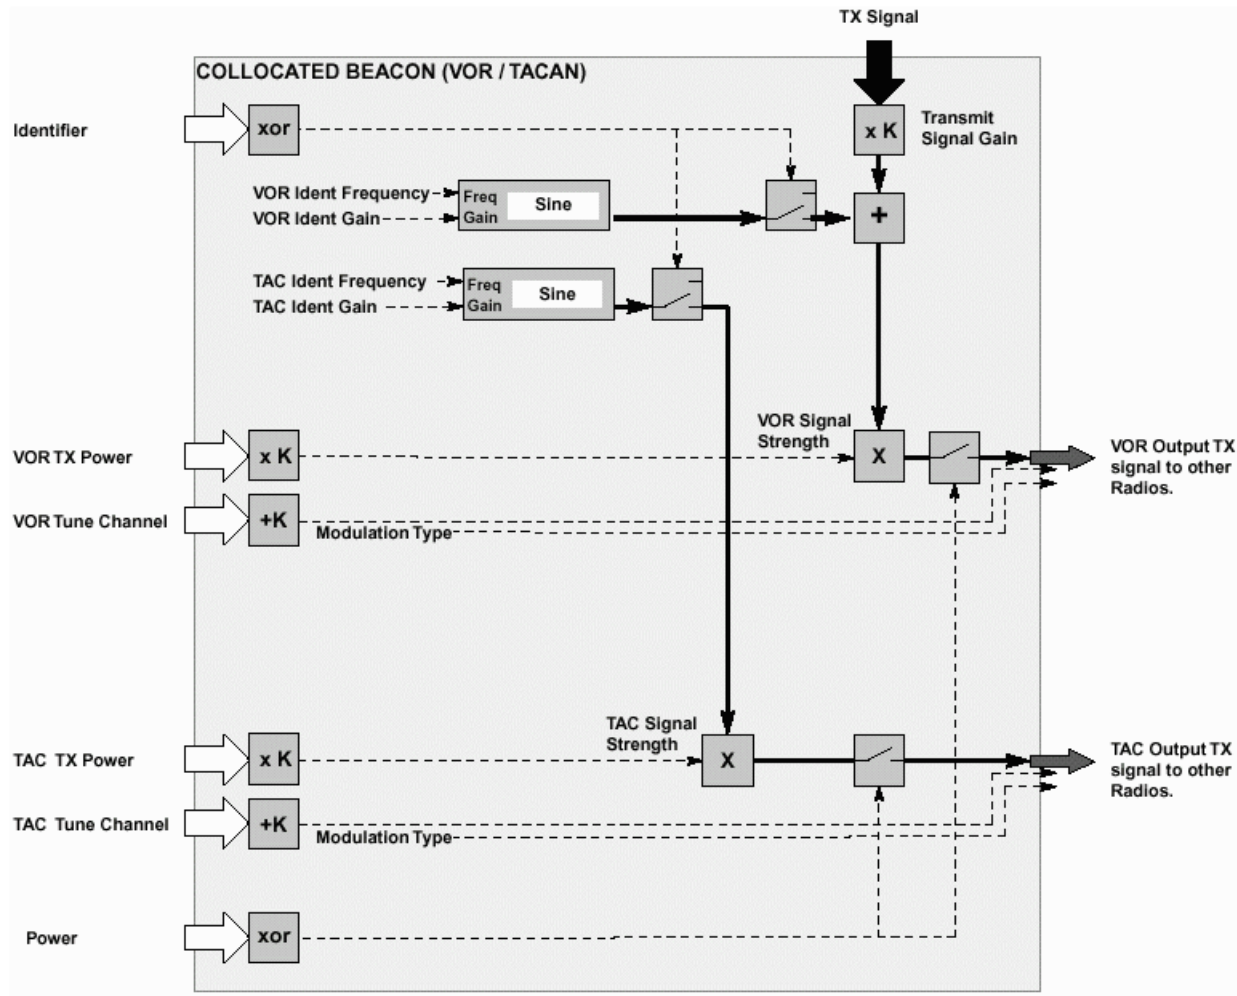 TX Signal
COLLOCATED BEACON (VOR / TACAN)
Identifier
xor
x K
Transmit
Signal Gain
VOR Ident Frequency
VOR Ident Gain
Freq
Gain
Sine
+
TAC Ident Frequency
TAC Ident Gain
Freq
Gain
Sine
VOR Signal
Strength
VOR TX Power
x K
X
VOR Output TX
signal to other
Radios.
VOR Tune Channel
+K
Modulation Type
TAC Signal
Strength
TAC TX Power
x K
X
TAC Output TX
signal to other
Radios.
TAC Tune Channel
+K
Modulation Type
Power
xor